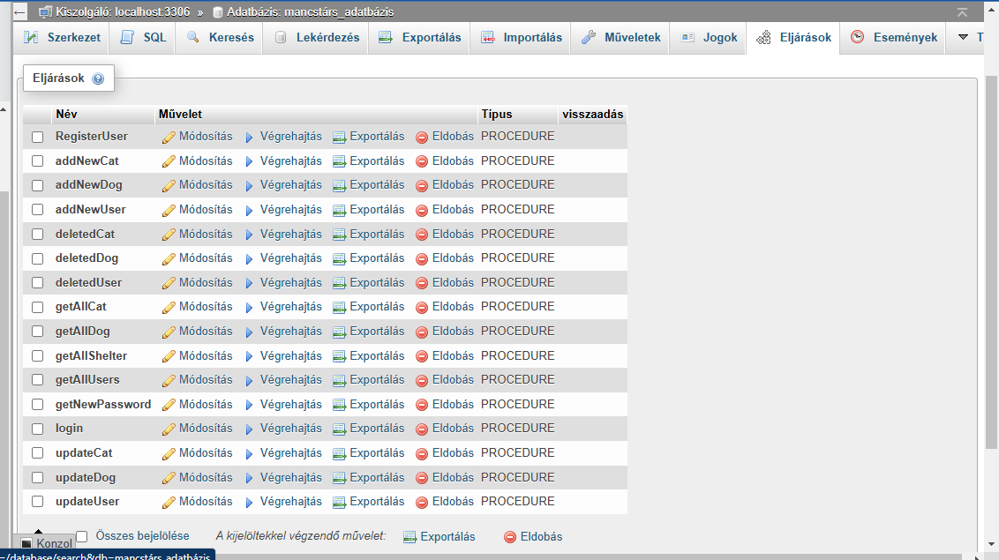 Kiszolgáló: localhost:3306 » Adatbázis: mancstárs_adatbázis
Szerkezet SQL Keresés Lekérdezés Exportálás Importálás Műveletek Jogok Eljárások Események T
Eljárások
Név Művelet Típus visszaadás
RegisterUser Módosítás Végrehajtás Exportálás Eldobás PROCEDURE
addNewCat Módosítás Végrehajtás Exportálás Eldobás PROCEDURE
addNewDog Módosítás Végrehajtás Exportálás Eldobás PROCEDURE
addNewUser Módosítás Végrehajtás Exportálás Eldobás PROCEDURE
deletedCat Módosítás Végrehajtás Exportálás Eldobás PROCEDURE
deletedDog Módosítás Végrehajtás Exportálás Eldobás PROCEDURE
deletedUser Módosítás Végrehajtás Exportálás Eldobás PROCEDURE
getAllCat Módosítás Végrehajtás Exportálás Eldobás PROCEDURE
getAllDog Módosítás Végrehajtás Exportálás Eldobás PROCEDURE
getAllShelter Módosítás Végrehajtás Exportálás Eldobás PROCEDURE
getAllUsers Módosítás Végrehajtás Exportálás Eldobás PROCEDURE
getNewPassword Módosítás Végrehajtás Exportálás Eldobás PROCEDURE
login Módosítás Végrehajtás Exportálás Eldobás PROCEDURE
updateCat Módosítás Végrehajtás Exportálás Eldobás PROCEDURE
updateDog Módosítás Végrehajtás Exportálás Eldobás PROCEDURE
updateUser Módosítás Végrehajtás Exportálás Eldobás PROCEDURE
Összes bejelölése A kijelöltekkel végzendő művelet: Exportálás Eldobás
Konzol
=/database/search&db=mancstárs_adatbázis